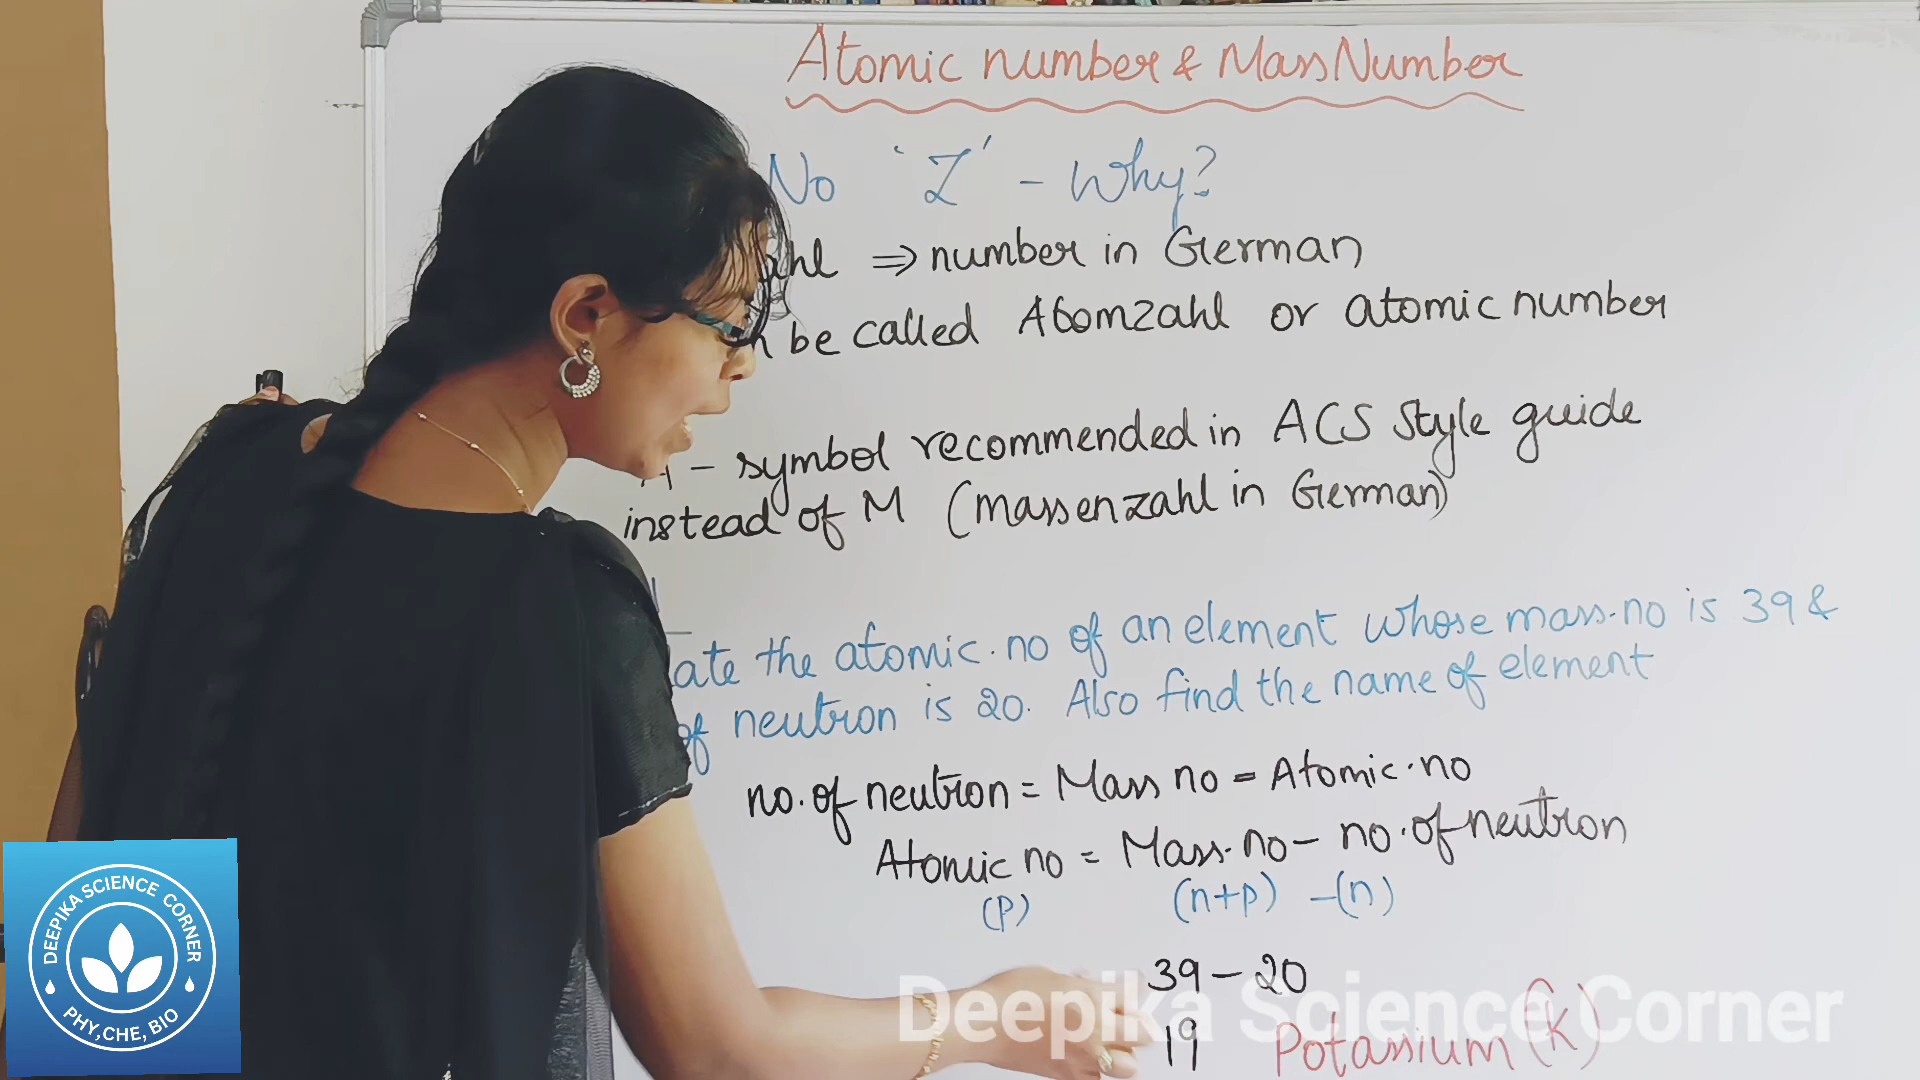 Atomic number & Mass Number
No 'Z' - Why?
ahl ⇒ number in German
be called Atomzahl or atomic number
A - symbol recommended in ACS Style guide
instead of M (Massenzahl in German)
ate the atomic.no of an element whose mass.no is 39 &
of neutron is 20. Also find the name of element
no. of neutron = Mass no - Atomic.no
Atomic no = Mass.no - no. of neutron
(p) (n+p) -(n)
39 - 20
19 Potassium (K)
Deepika Science Corner
DEEPIKA SCIENCE CORNER
PHY, CHE, BIO